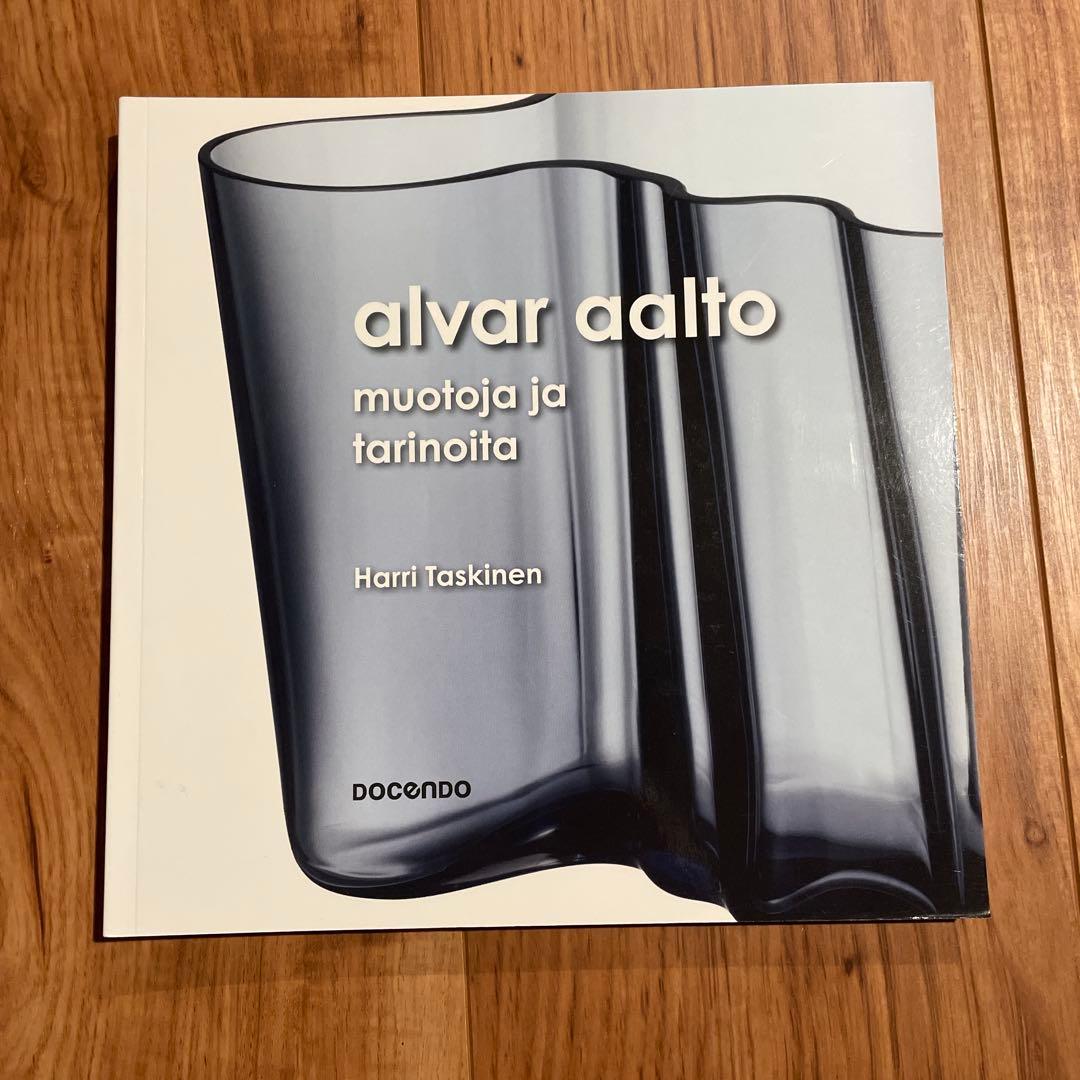 alvar aalto
muotoja ja
tarinoita
Harri Taskinen
DOCENDO